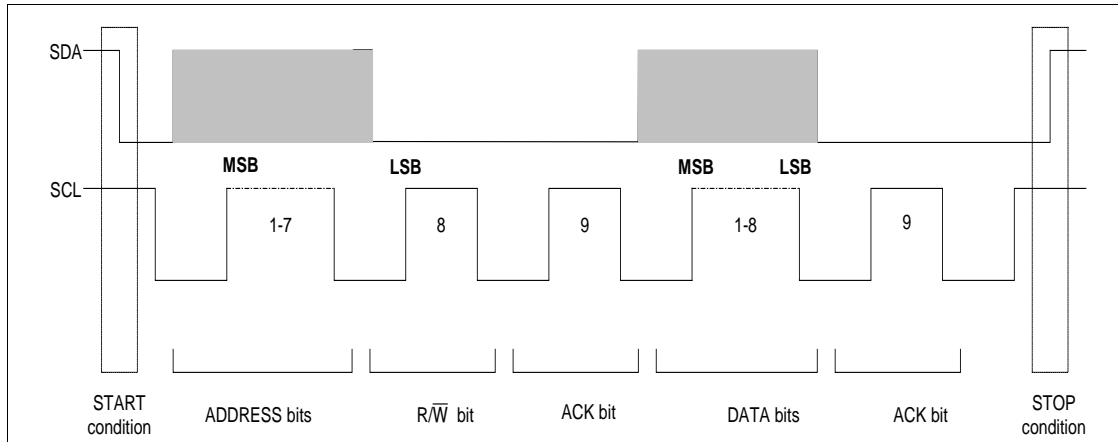 SDA
MSB LSB MSB LSB
SCL
1-7 8 9 1-8 9
START condition
ADDRESS bits
R/W̅ bit
ACK bit
DATA bits
ACK bit
STOP condition